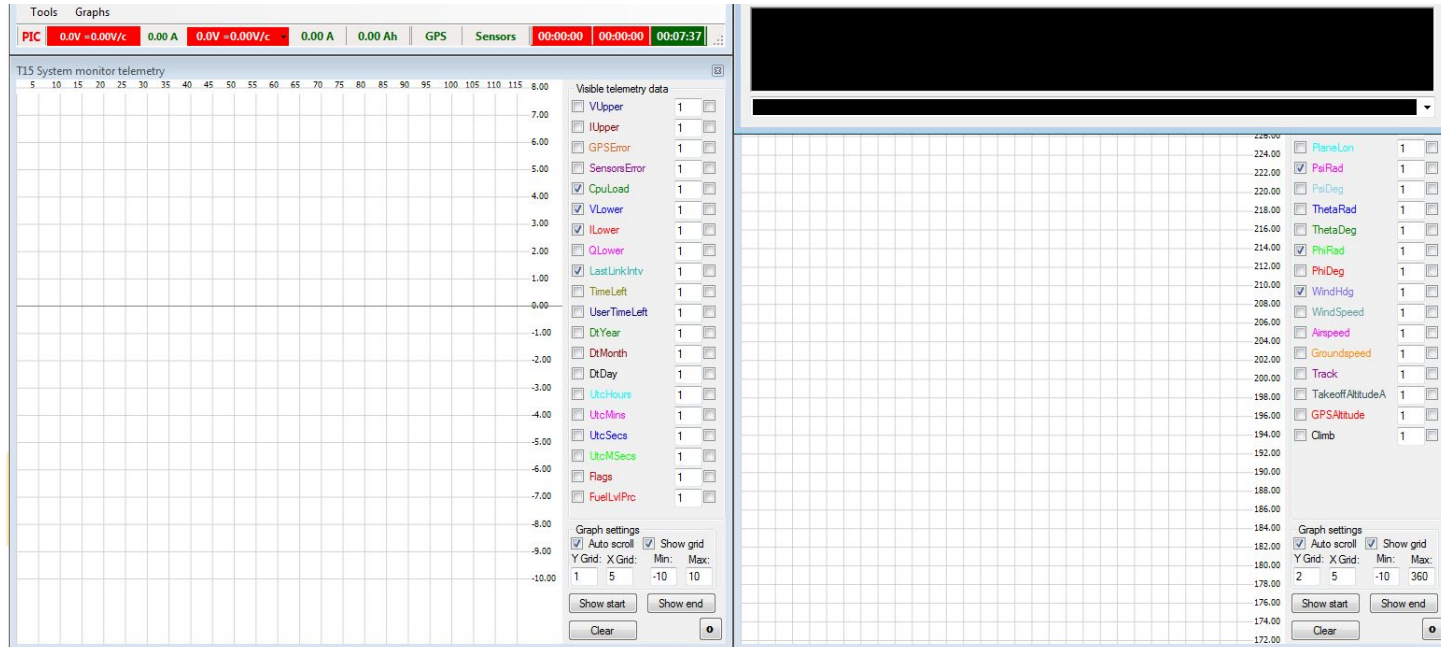 Tools Graphs
PIC 0.0V =0.00V/c 0.00 A 0.0V =0.00V/c 0.00 A 0.00 Ah GPS Sensors 00:00:00 00:00:00 00:07:37
T15 System monitor telemetry
5 10 15 20 25 30 35 40 45 50 55 60 65 70 75 80 85 90 95 100 105 110 115
8.00
7.00
6.00
5.00
4.00
3.00
2.00
1.00
0.00
-1.00
-2.00
-3.00
-4.00
-5.00
-6.00
-7.00
-8.00
-9.00
-10.00
Visible telemetry data
VUpper 1
IUpper 1
GPSError 1
SensorsError 1
CpuLoad 1
VLower 1
ILower 1
QLower 1
LastLinkIntv 1
TimeLeft 1
UserTimeLeft 1
DtYear 1
DtMonth 1
DtDay 1
UtcHours 1
UtcMins 1
UtcSecs 1
UtcMSecs 1
Flags 1
FuelLvlPrc 1
Graph settings
Auto scroll Show grid
Y Grid: X Grid: Min: Max:
1 5 -10 10
Show start Show end
Clear o
226.00
224.00
222.00
220.00
218.00
216.00
214.00
212.00
210.00
208.00
206.00
204.00
202.00
200.00
198.00
196.00
194.00
192.00
190.00
188.00
186.00
184.00
182.00
180.00
178.00
176.00
174.00
172.00
PlaneLon 1
PsiRad 1
PsiDeg 1
ThetaRad 1
ThetaDeg 1
PhiRad 1
PhiDeg 1
WindHdg 1
WindSpeed 1
Airspeed 1
Groundspeed 1
Track 1
TakeoffAltitudeA 1
GPSAltitude 1
Climb 1
Graph settings
Auto scroll Show grid
Y Grid: X Grid: Min: Max:
2 5 -10 360
Show start Show end
Clear o